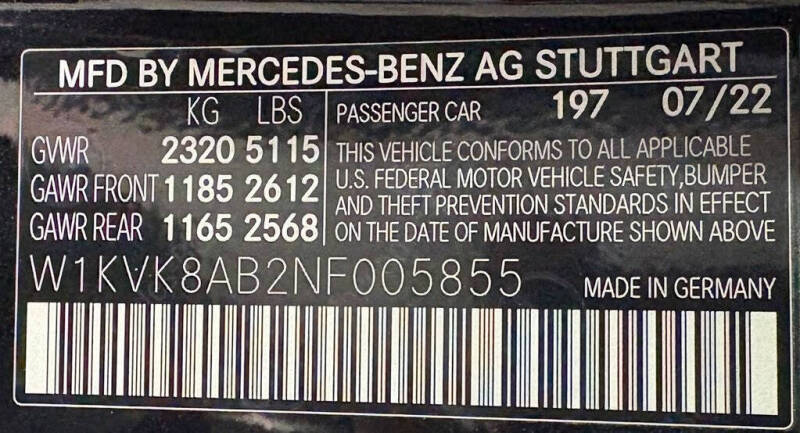 MFD BY MERCEDES-BENZ AG STUTTGART
KG LBS PASSENGER CAR 197 07/22
GVWR 2320 5115 THIS VEHICLE CONFORMS TO ALL APPLICABLE
GAWR FRONT 1185 2612 U.S. FEDERAL MOTOR VEHICLE SAFETY,BUMPER
AND THEFT PREVENTION STANDARDS IN EFFECT
GAWR REAR 1165 2568 ON THE DATE OF MANUFACTURE SHOWN ABOVE
W1KVK8AB2NF005855 MADE IN GERMANY